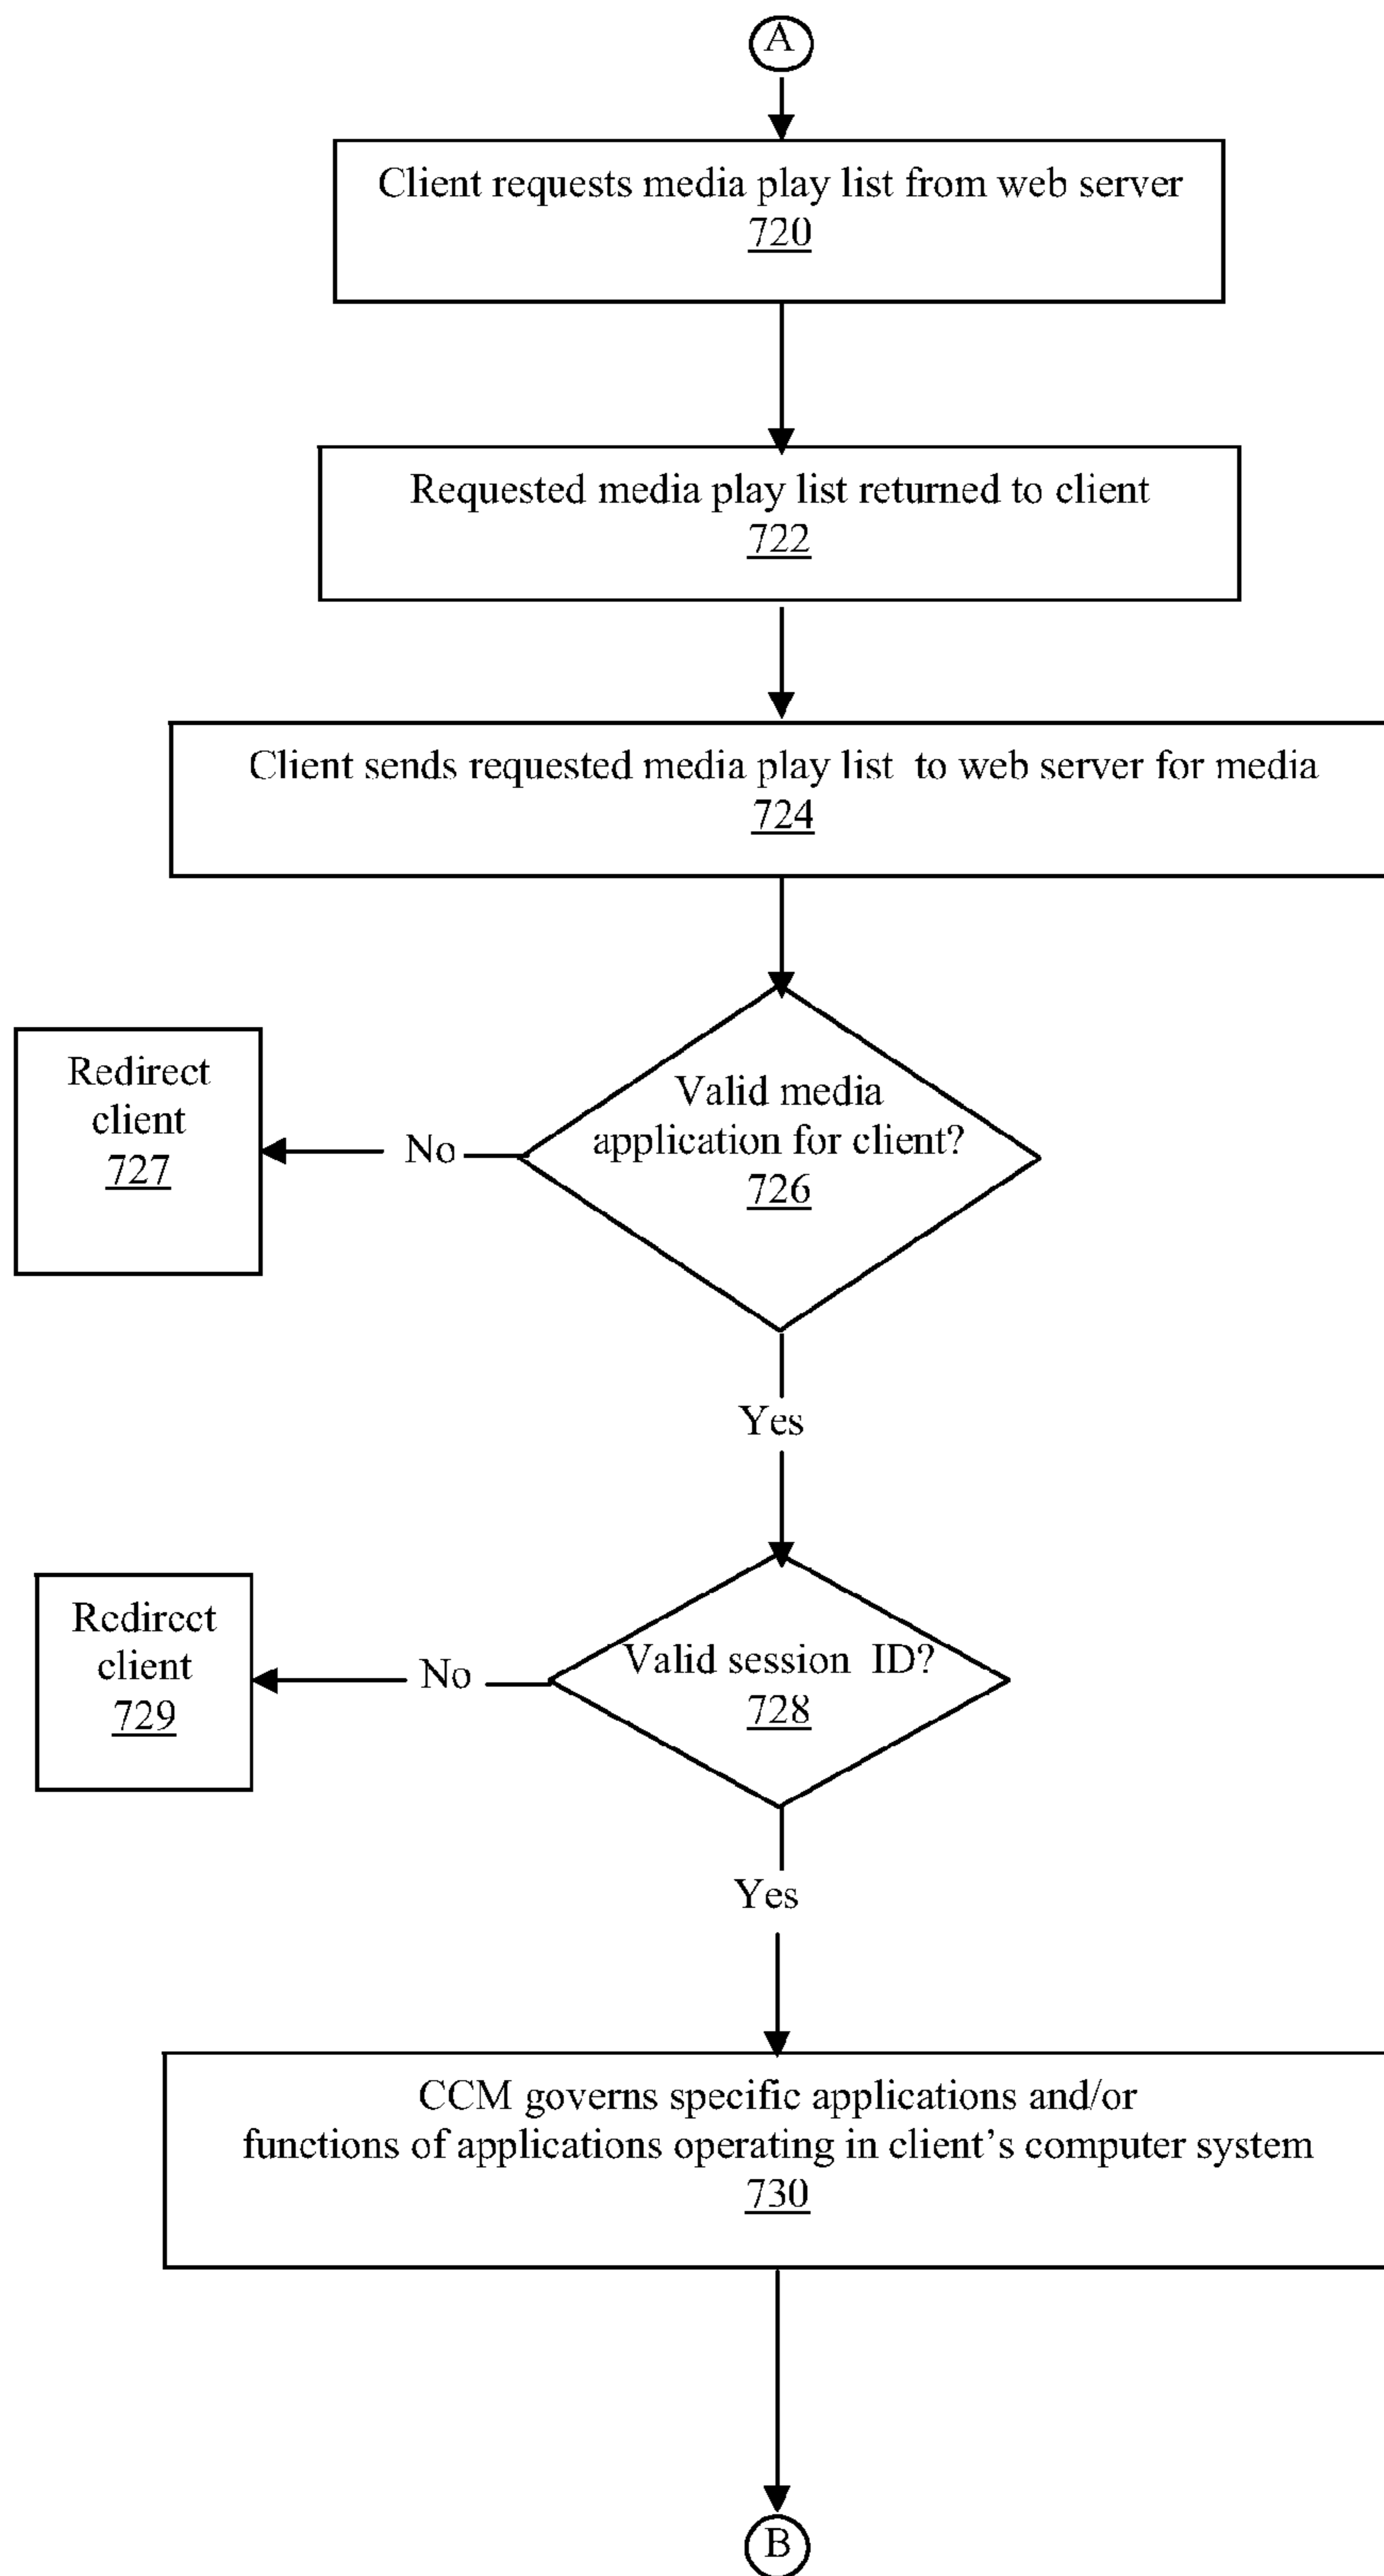 A
Client requests media play list from web server
720
Requested media play list returned to client
722
Client sends requested media play list to web server for media
724
Valid media
application for client?
726
No
Redirect
client
727
Yes
Valid session ID?
728
No
Redirect
client
729
Yes
CCM governs specific applications and/or
functions of applications operating in client's computer system
730
B